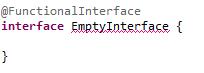 @FunctionalInterface
interface EmptyInterface {
}